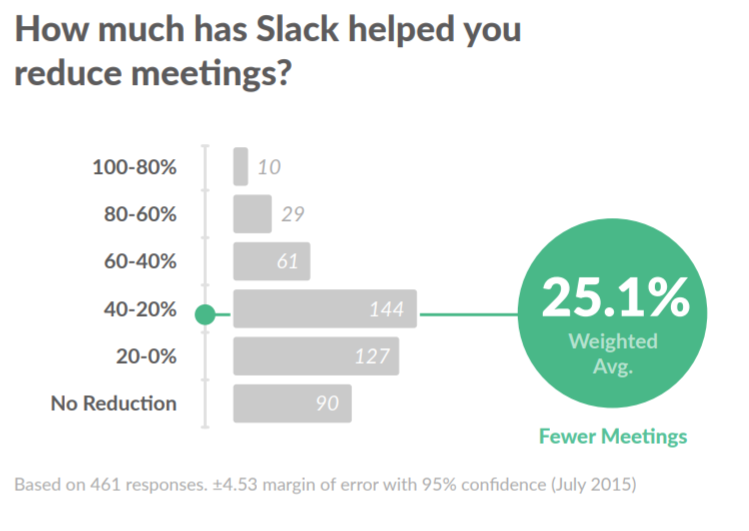 How much has Slack helped you
reduce meetings?
100-80% 10
80-60% 29
60-40% 61
40-20% 144
20-0% 127
No Reduction 90
25.1%
Weighted
Avg.
Fewer Meetings
Based on 461 responses. ±4.53 margin of error with 95% confidence (July 2015)